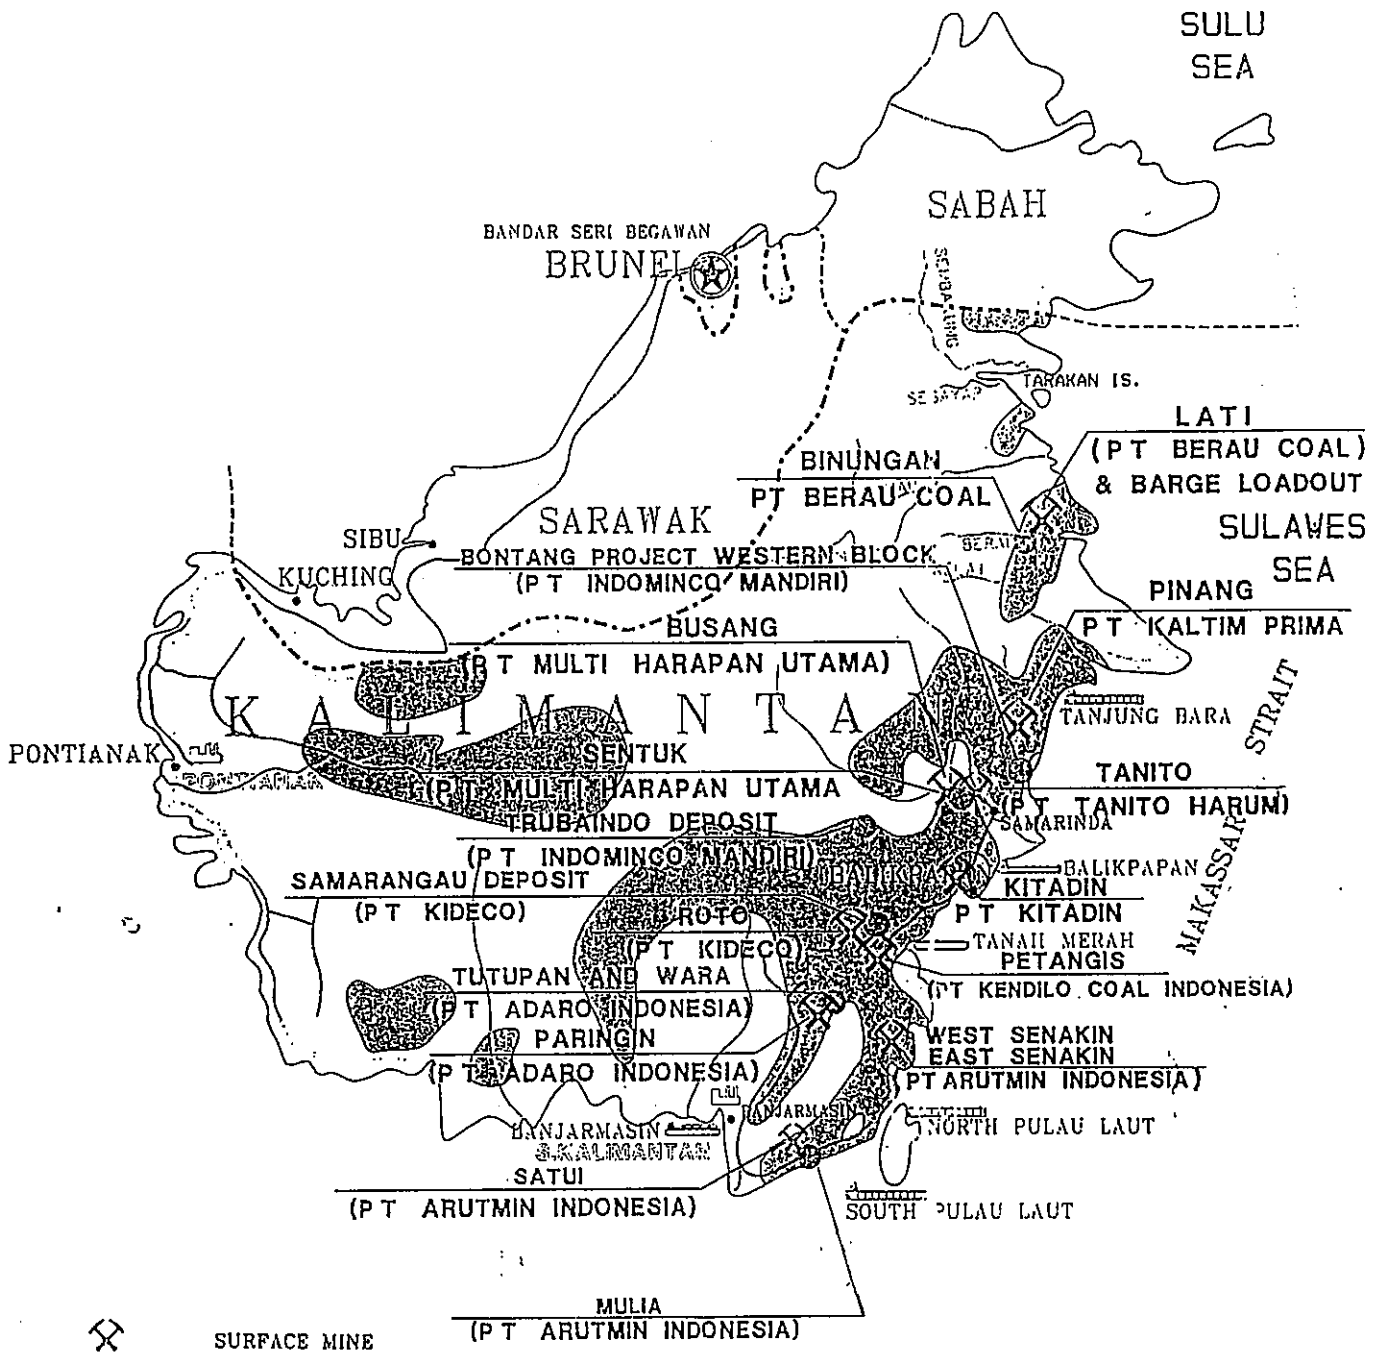 SULU
SEA
SABAH
BANDAR SERI BEGAWAN
BRUNEI
SEMBAKUNG
TARAKAN IS.
SESAYAP
LATI
(PT BERAU COAL)
& BARGE LOADOUT
BINUNGAN
PT BERAU COAL
SULAWES
SEA
SARAWAK
SIBU
BONTANG PROJECT WESTERN BLOCK
(PT INDOMINCO MANDIRI)
KUCHING
PINANG
PT KALTIM PRIMA
BUSANG
(PT MULTI HARAPAN UTAMA)
KALIMANTAN
TANJUNG BARA
MAKASSAR STRAIT
PONTIANAK
SENTUK
(PT MULTI HARAPAN UTAMA
TANITO
(PT TANITO HARUM)
SAMARINDA
TRUBAINDO DEPOSIT
(PT INDOMINCO MANDIRI)
BALIKPAPAN
BALIKPAPAN
KITADIN
PT KITADIN
SAMARANGAU DEPOSIT
(PT KIDECO)
ROTO
(PT KIDECO)
TANAH MERAH
PETANGIS
(PT KENDILO COAL INDONESIA)
TUTUPAN AND WARA
(PT ADARO INDONESIA)
PARINGIN
(PT ADARO INDONESIA)
WEST SENAKIN
EAST SENAKIN
(PT ARUTMIN INDONESIA)
BANJARMASIN
BANJARMASIN
S.KALIMANTAN
NORTH PULAU LAUT
SATUI
(PT ARUTMIN INDONESIA)
SOUTH PULAU LAUT
MULIA
(PT ARUTMIN INDONESIA)
SURFACE MINE